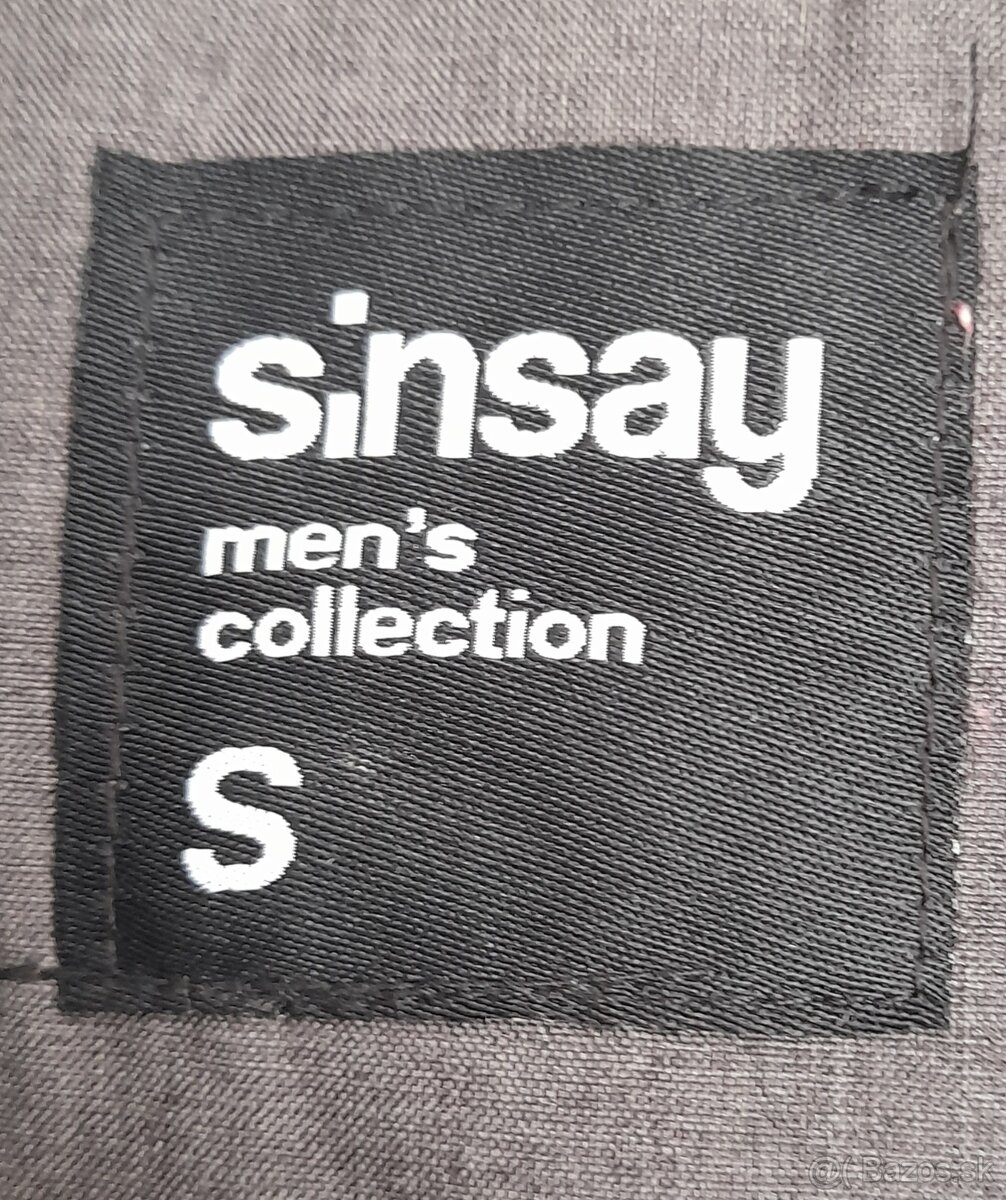 sinsay
men's
collection
S
@( Bazos.sk